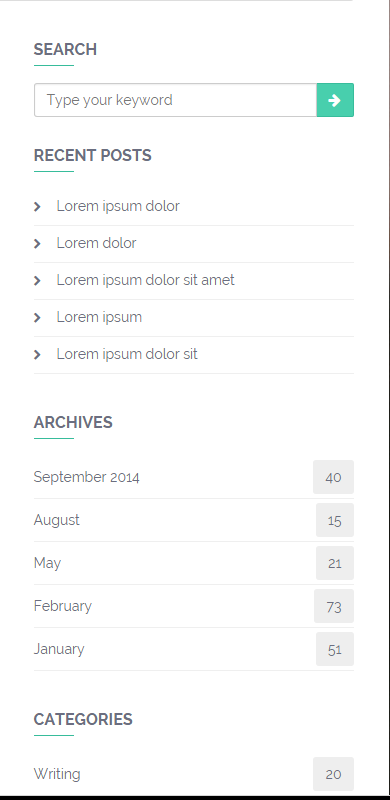 SEARCH
Type your keyword
RECENT POSTS
Lorem ipsum dolor
Lorem dolor
Lorem ipsum dolor sit amet
Lorem ipsum
Lorem ipsum dolor sit
ARCHIVES
September 2014 40
August 15
May 21
February 73
January 51
CATEGORIES
Writing 20